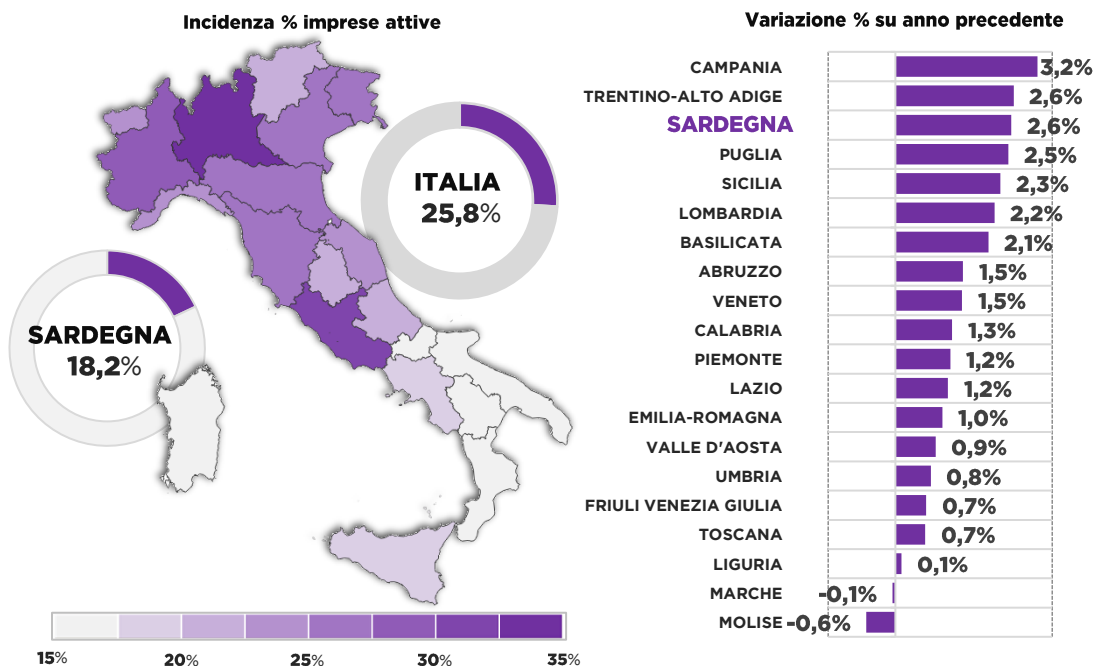 Incidenza % imprese attive
ITALIA
25,8%
SARDEGNA
18,2%
15%
20%
25%
30%
35%
Variazione % su anno precedente
CAMPANIA 3,2%
TRENTINO-ALTO ADIGE 2,6%
SARDEGNA 2,6%
PUGLIA 2,5%
SICILIA 2,3%
LOMBARDIA 2,2%
BASILICATA 2,1%
ABRUZZO 1,5%
VENETO 1,5%
CALABRIA 1,3%
PIEMONTE 1,2%
LAZIO 1,2%
EMILIA-ROMAGNA 1,0%
VALLE D'AOSTA 0,9%
UMBRIA 0,8%
FRIULI VENEZIA GIULIA 0,7%
TOSCANA 0,7%
LIGURIA 0,1%
MARCHE -0,1%
MOLISE -0,6%